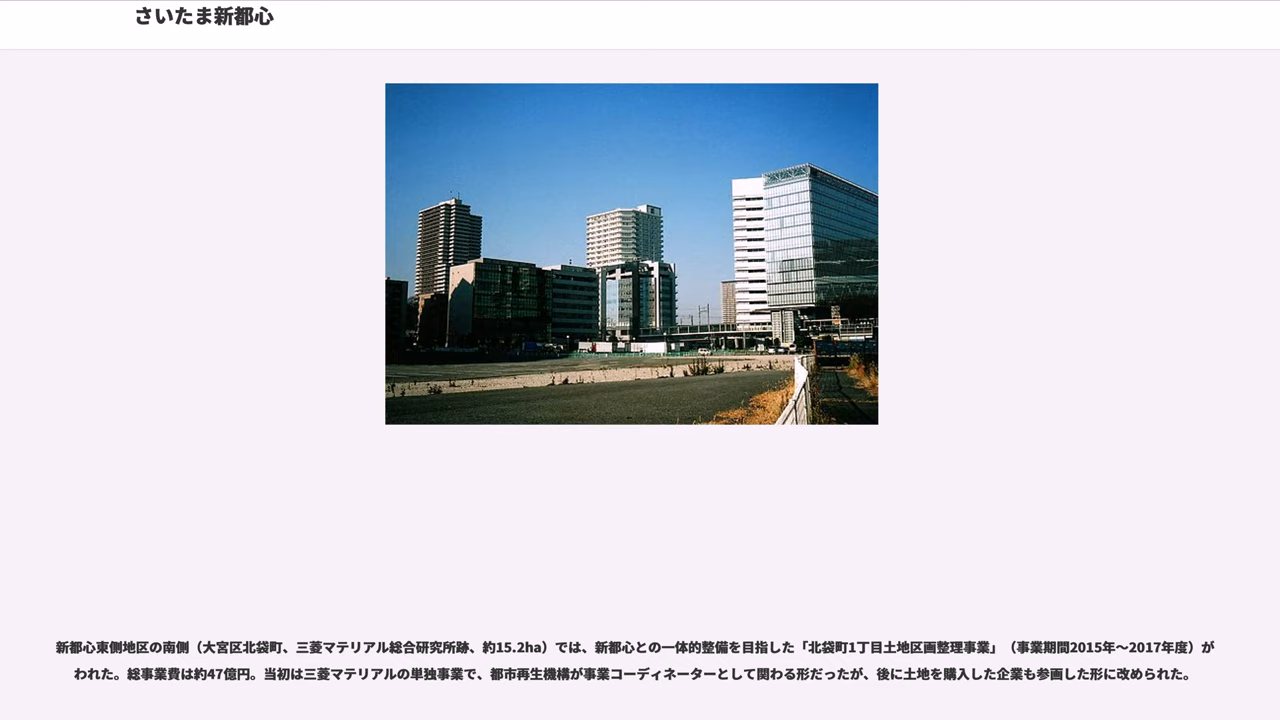 さいたま新都心
新都心東側地区の南側（大宮区北袋町、三菱マテリアル総合研究所跡、約15.2ha）では、新都心との一体的整備を目指した「北袋町1丁目土地区画整理事業」（事業期間2015年〜2017年度）が
われた。総事業費は約47億円。当初は三菱マテリアルの単独事業で、都市再生機構が事業コーディネーターとして関わる形だったが、後に土地を購入した企業も参画した形に改められた。